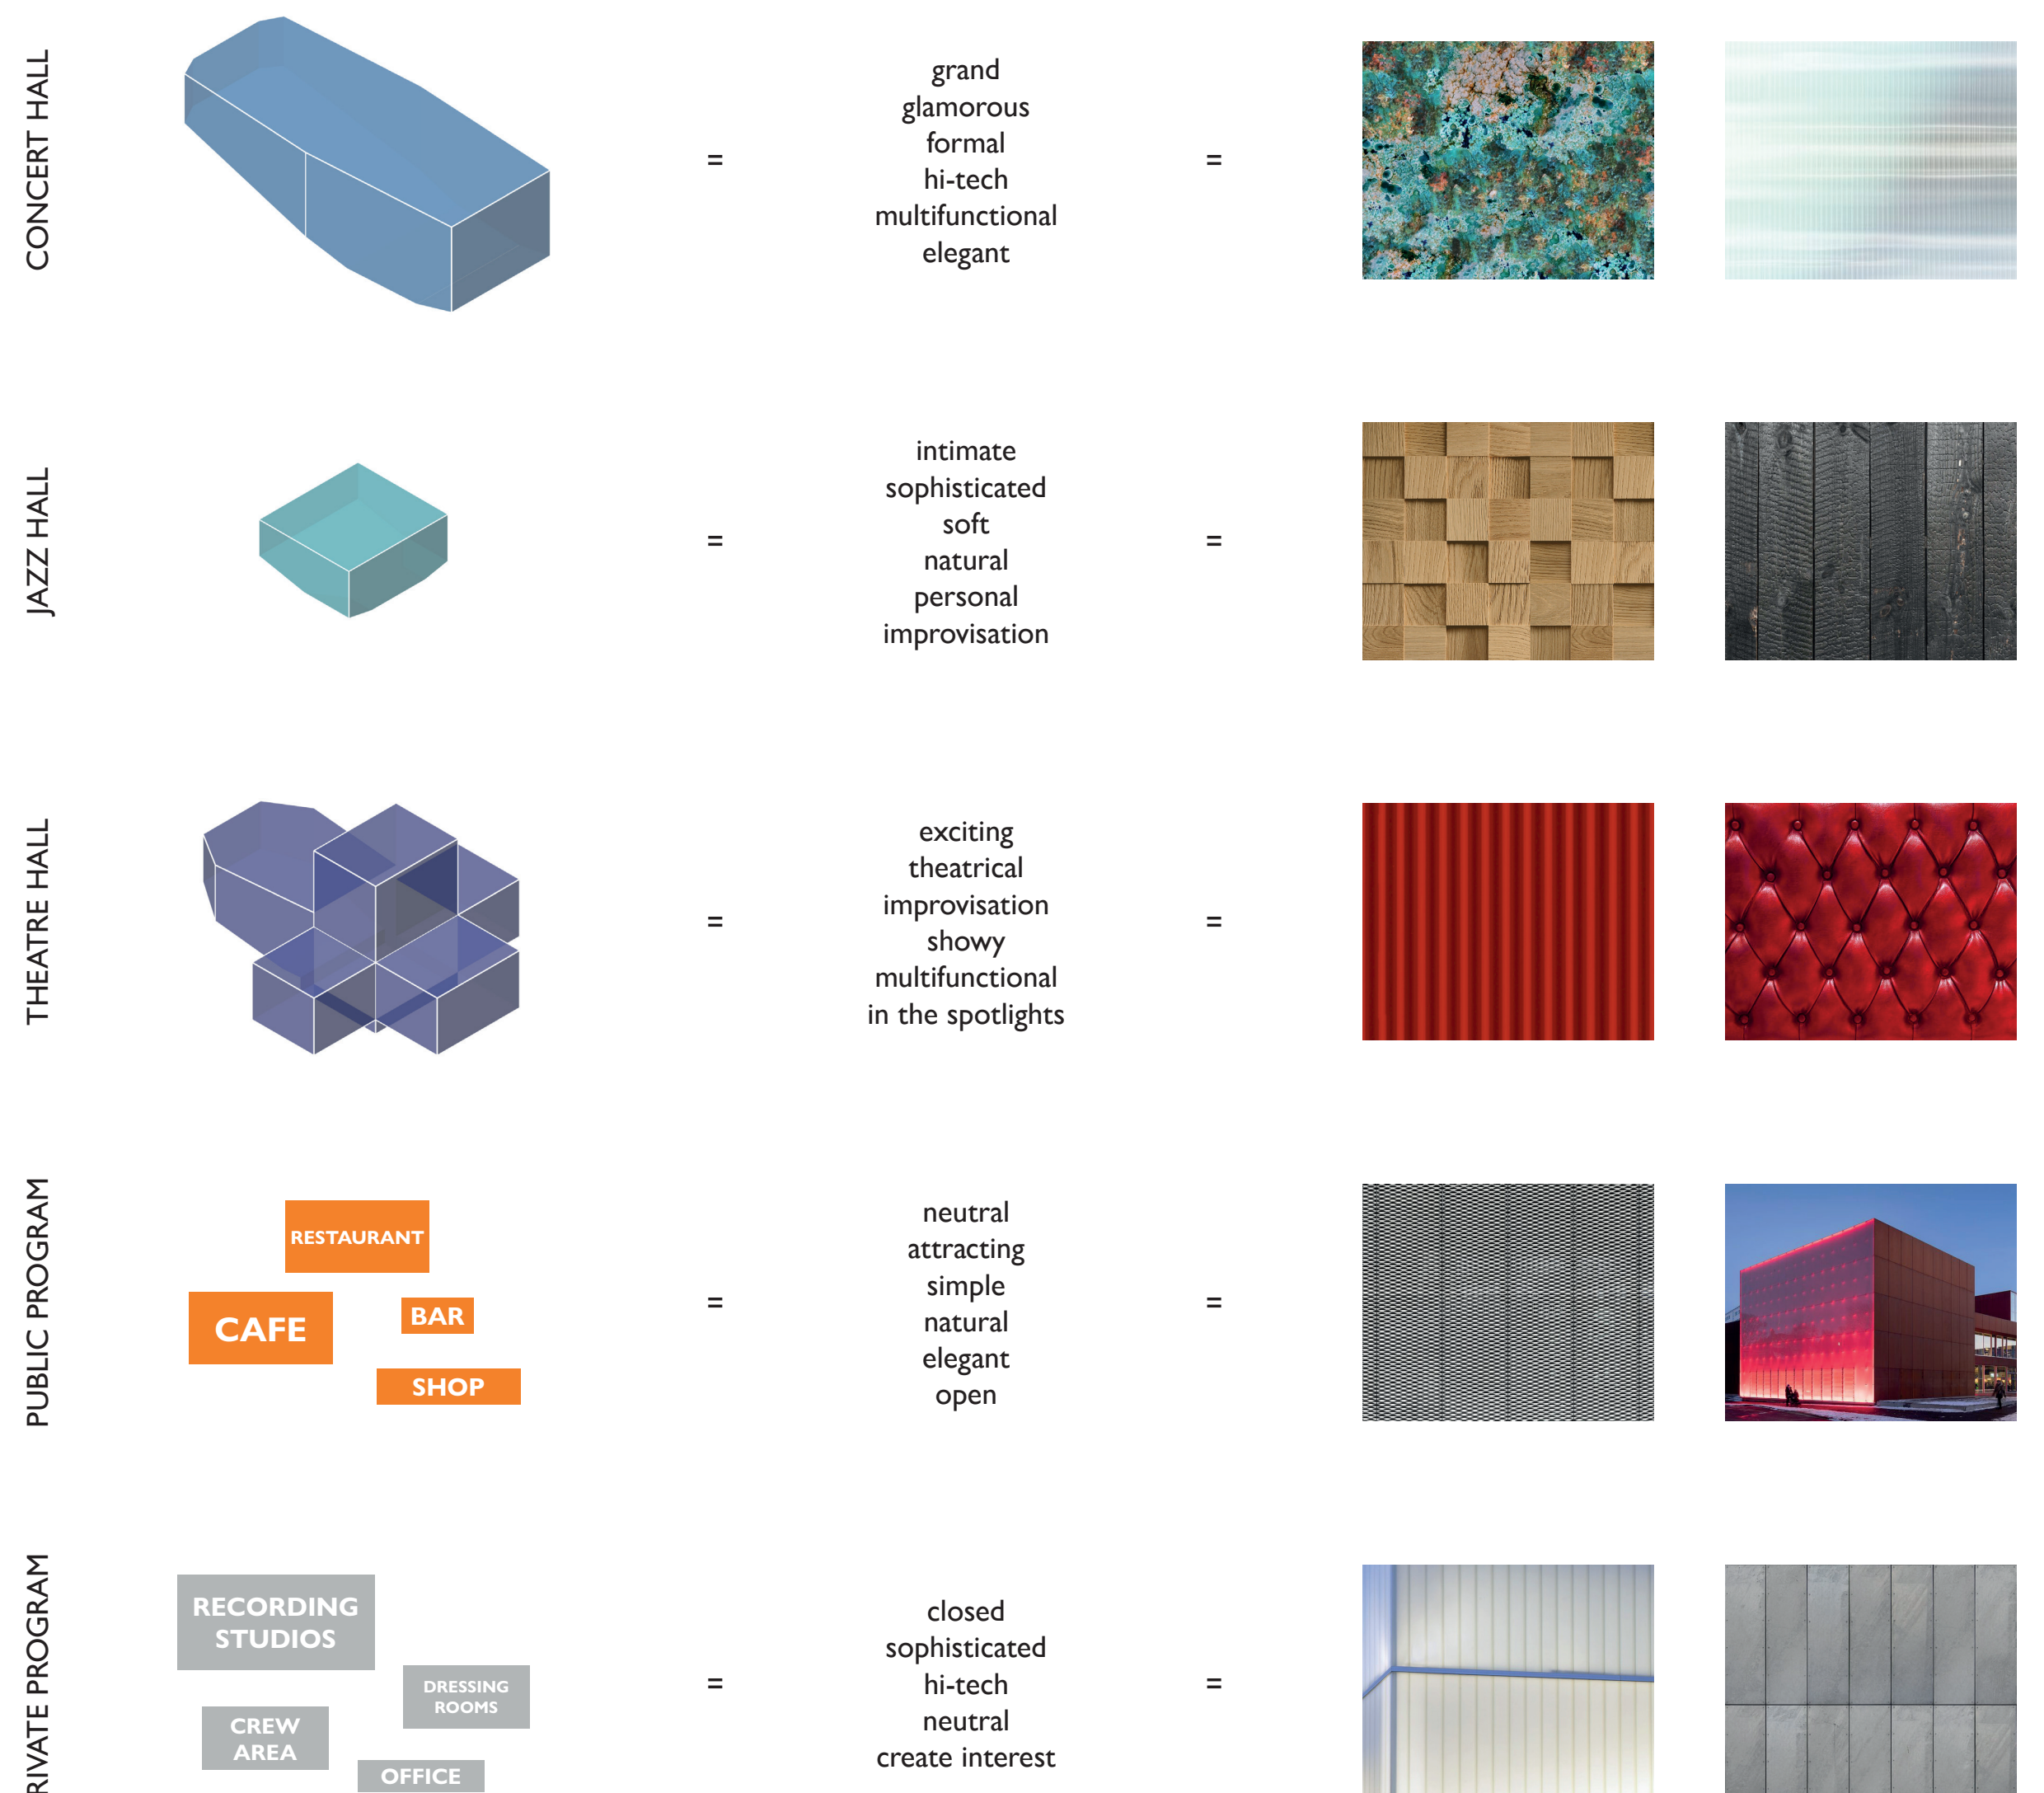 CONCERT HALL
=
grand
glamorous
formal
hi-tech
multifunctional
elegant
=
JAZZ HALL
=
intimate
sophisticated
soft
natural
personal
improvisation
=
THEATRE HALL
=
exciting
theatrical
improvisation
showy
multifunctional
in the spotlights
=
PUBLIC PROGRAM
RESTAURANT
CAFE
BAR
SHOP
=
neutral
attracting
simple
natural
elegant
open
=
RIVATE PROGRAM
RECORDING
STUDIOS
DRESSING
ROOMS
CREW
AREA
OFFICE
=
closed
sophisticated
hi-tech
neutral
create interest
=